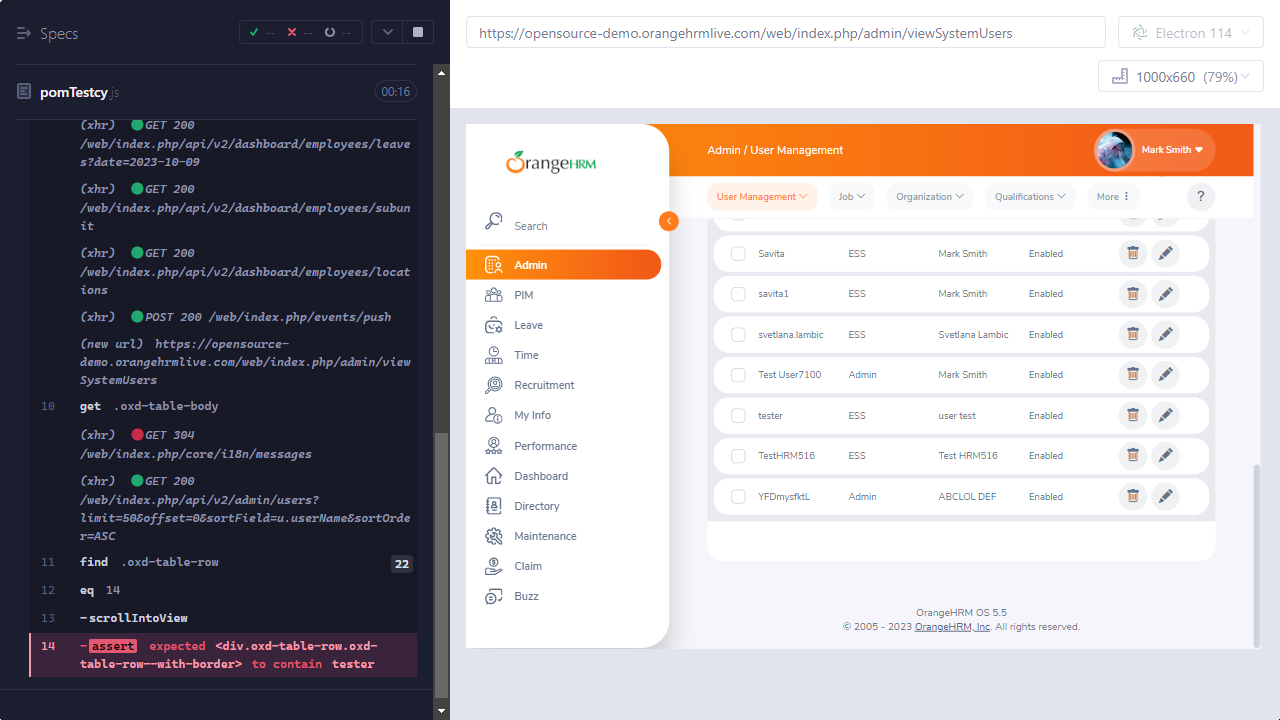 Specs
--
--
--
pomTestcy.js
00:16
(xhr) GET 200
/web/index.php/api/v2/dashboard/employees/leave
s?date=2023-10-09
(xhr) GET 200
/web/index.php/api/v2/dashboard/employees/subun
it
(xhr) GET 200
/web/index.php/api/v2/dashboard/employees/locat
ions
(xhr) POST 200 /web/index.php/events/push
(new url) https://opensource-
demo.orangehrmlive.com/web/index.php/admin/view
SystemUsers
10 get .oxd-table-body
(xhr) GET 304
/web/index.php/core/i18n/messages
(xhr) GET 200
/web/index.php/api/v2/admin/users?
limit=50&offset=0&sortField=u.userName&sortOrde
r=ASC
11 find .oxd-table-row 22
12 eq 14
13 -scrollIntoView
14 -assert expected <div.oxd-table-row.oxd-
table-row--with-border> to contain tester
https://opensource-demo.orangehrmlive.com/web/index.php/admin/viewSystemUsers
Electron 114
1000x660 (79%)
OrangeHRM
Search
Admin
PIM
Leave
Time
Recruitment
My Info
Performance
Dashboard
Directory
Maintenance
Claim
Buzz
Admin / User Management
Mark Smith
User Management
Job
Organization
Qualifications
More
?
Savita ESS Mark Smith Enabled
savita1 ESS Mark Smith Enabled
svetlana.lambic ESS Svetlana Lambic Enabled
Test User7100 Admin Mark Smith Enabled
tester ESS user test Enabled
TestHRM516 ESS Test HRM516 Enabled
YFDmysfktL Admin ABCLOL DEF Enabled
OrangeHRM OS 5.5
© 2005 - 2023 OrangeHRM, Inc. All rights reserved.